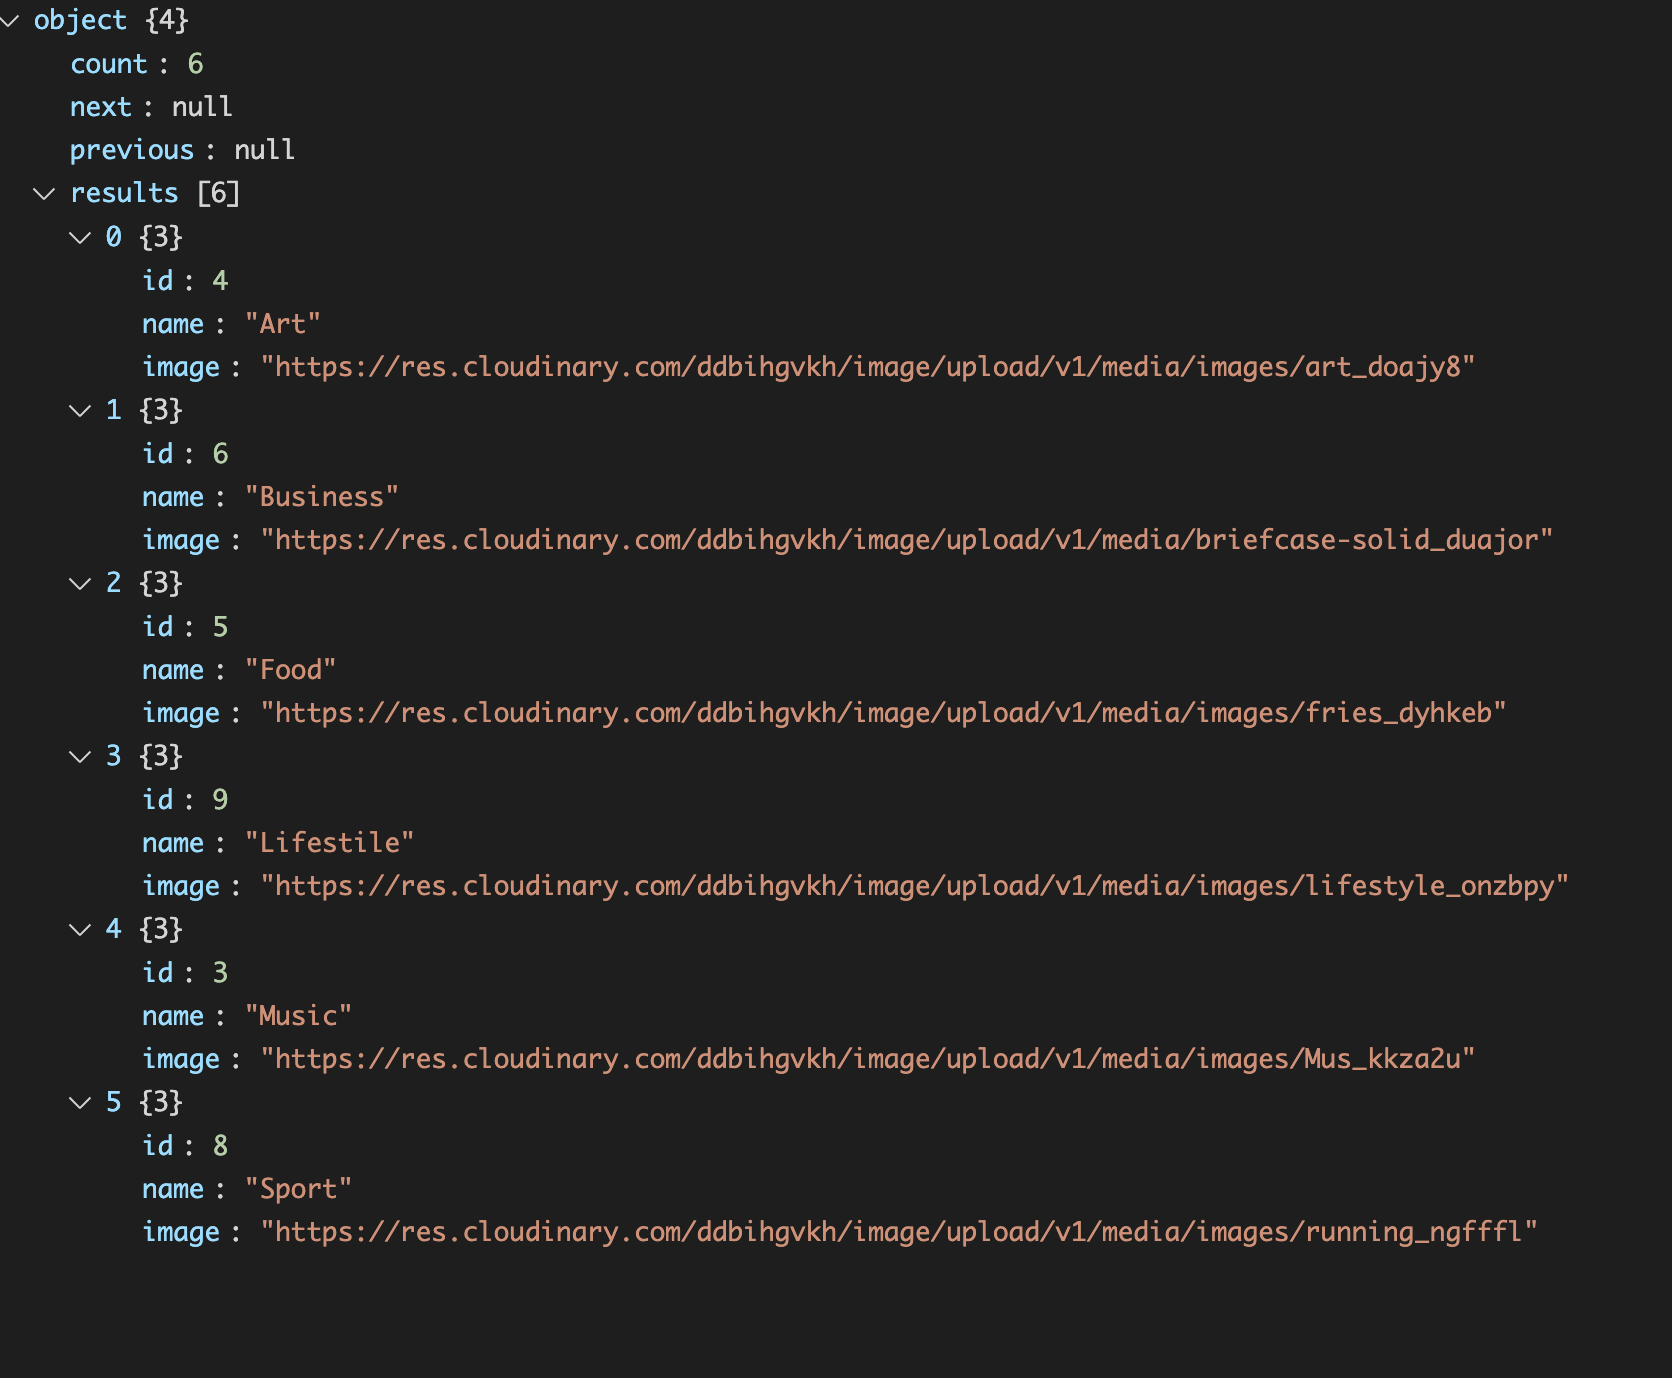 object {4}
count : 6
next : null
previous : null
results [6]
0 {3}
id : 4
name : "Art"
image : "https://res.cloudinary.com/ddbihgvkh/image/upload/v1/media/images/art_doajy8"
1 {3}
id : 6
name : "Business"
image : "https://res.cloudinary.com/ddbihgvkh/image/upload/v1/media/briefcase-solid_duajor"
2 {3}
id : 5
name : "Food"
image : "https://res.cloudinary.com/ddbihgvkh/image/upload/v1/media/images/fries_dyhkeb"
3 {3}
id : 9
name : "Lifestile"
image : "https://res.cloudinary.com/ddbihgvkh/image/upload/v1/media/images/lifestyle_onzbpy"
4 {3}
id : 3
name : "Music"
image : "https://res.cloudinary.com/ddbihgvkh/image/upload/v1/media/images/Mus_kkza2u"
5 {3}
id : 8
name : "Sport"
image : "https://res.cloudinary.com/ddbihgvkh/image/upload/v1/media/images/running_ngfffl"